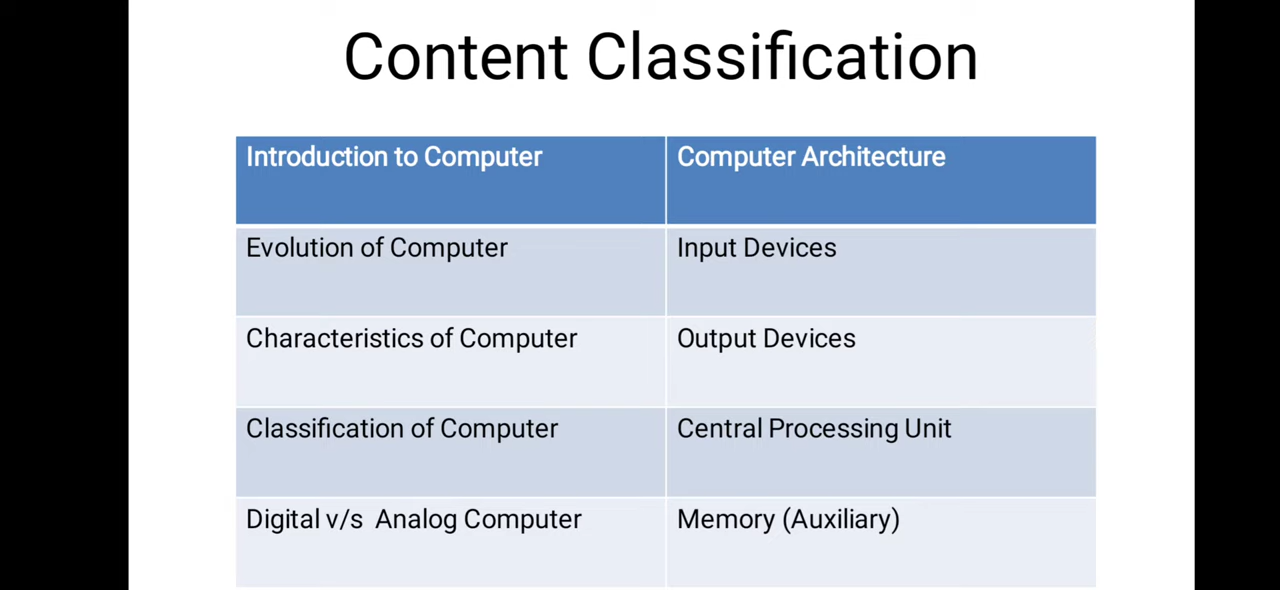 Content Classification
Introduction to Computer
Computer Architecture
Evolution of Computer
Input Devices
Characteristics of Computer
Output Devices
Classification of Computer
Central Processing Unit
Digital v/s  Analog Computer
Memory (Auxiliary)